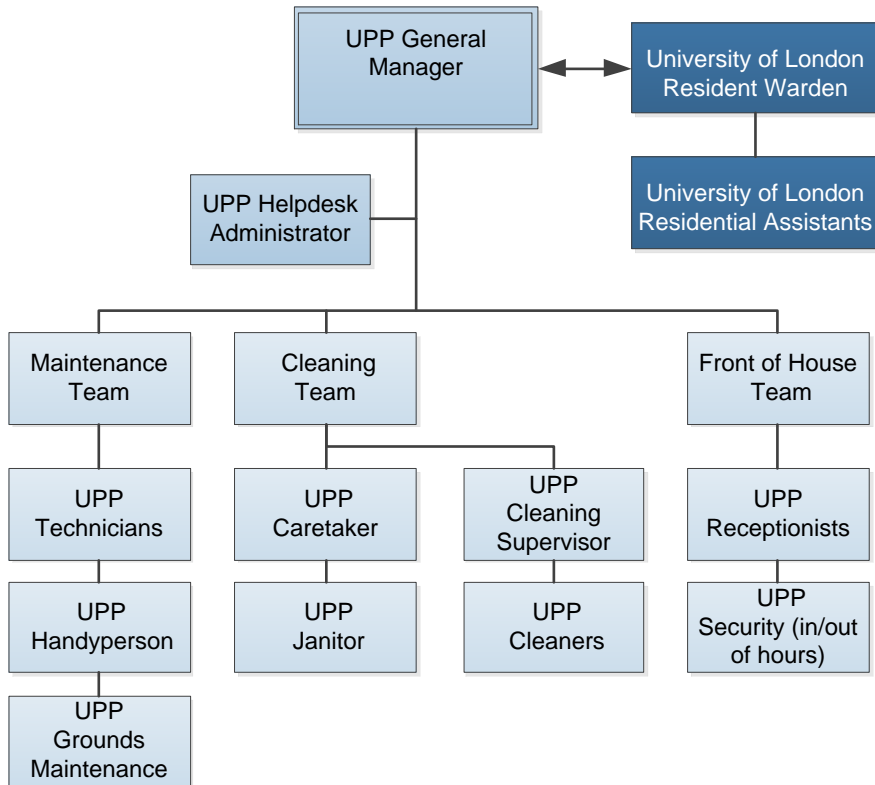 UPP General
Manager
University of London
Resident Warden
University of London
Residential Assistants
UPP Helpdesk
Administrator
Maintenance
Team
Cleaning
Team
Front of House
Team
UPP
Technicians
UPP
Caretaker
UPP
Cleaning
Supervisor
UPP
Receptionists
UPP
Handyperson
UPP
Janitor
UPP
Cleaners
UPP
Security (in/out
of hours)
UPP
Grounds
Maintenance